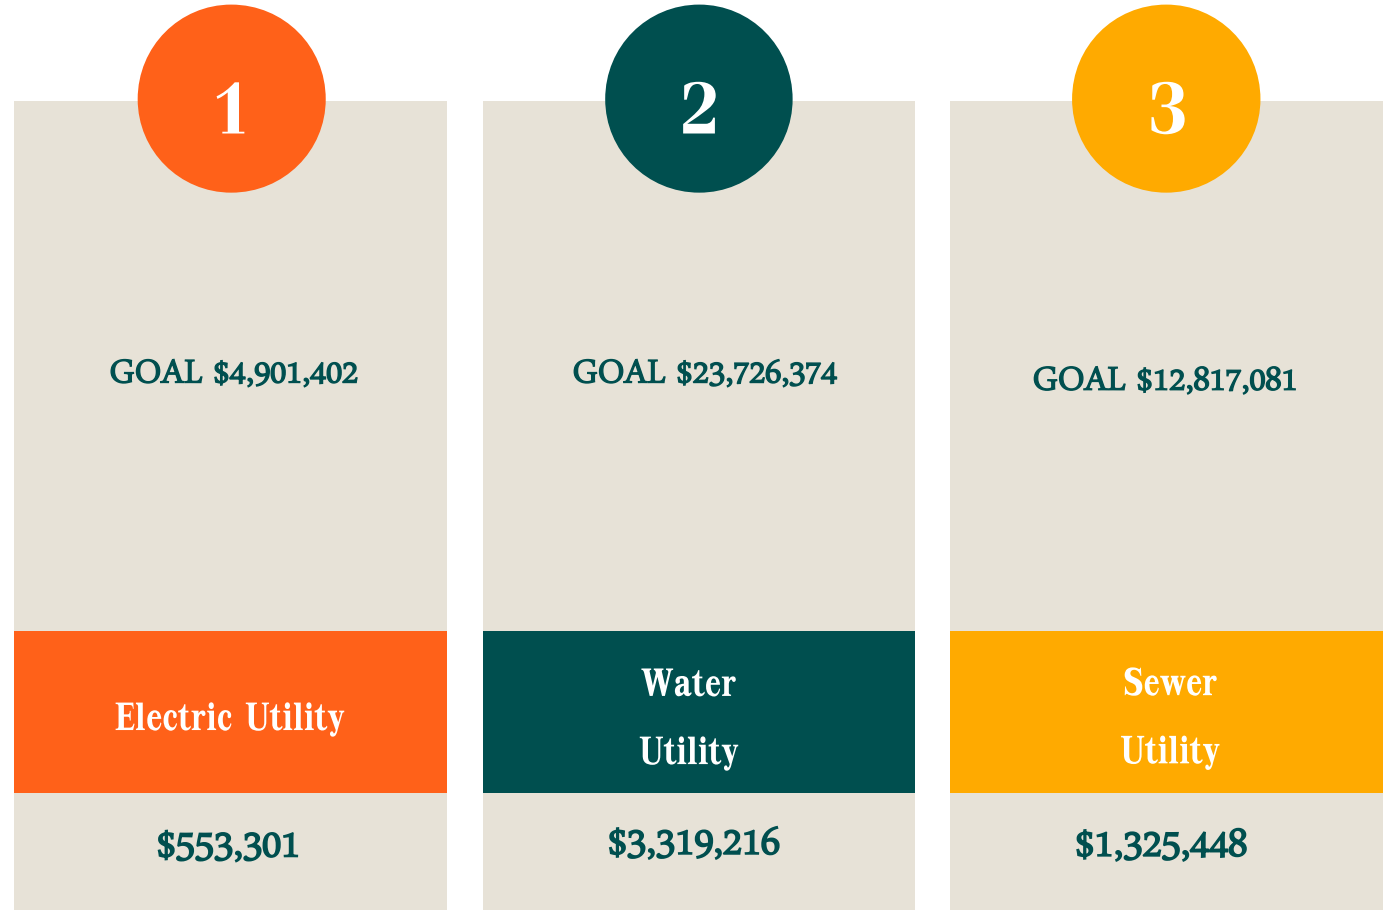 1
GOAL $4,901,402
Electric Utility
$553,301
2
GOAL $23,726,374
Water
Utility
$3,319,216
3
GOAL $12,817,081
Sewer
Utility
$1,325,448